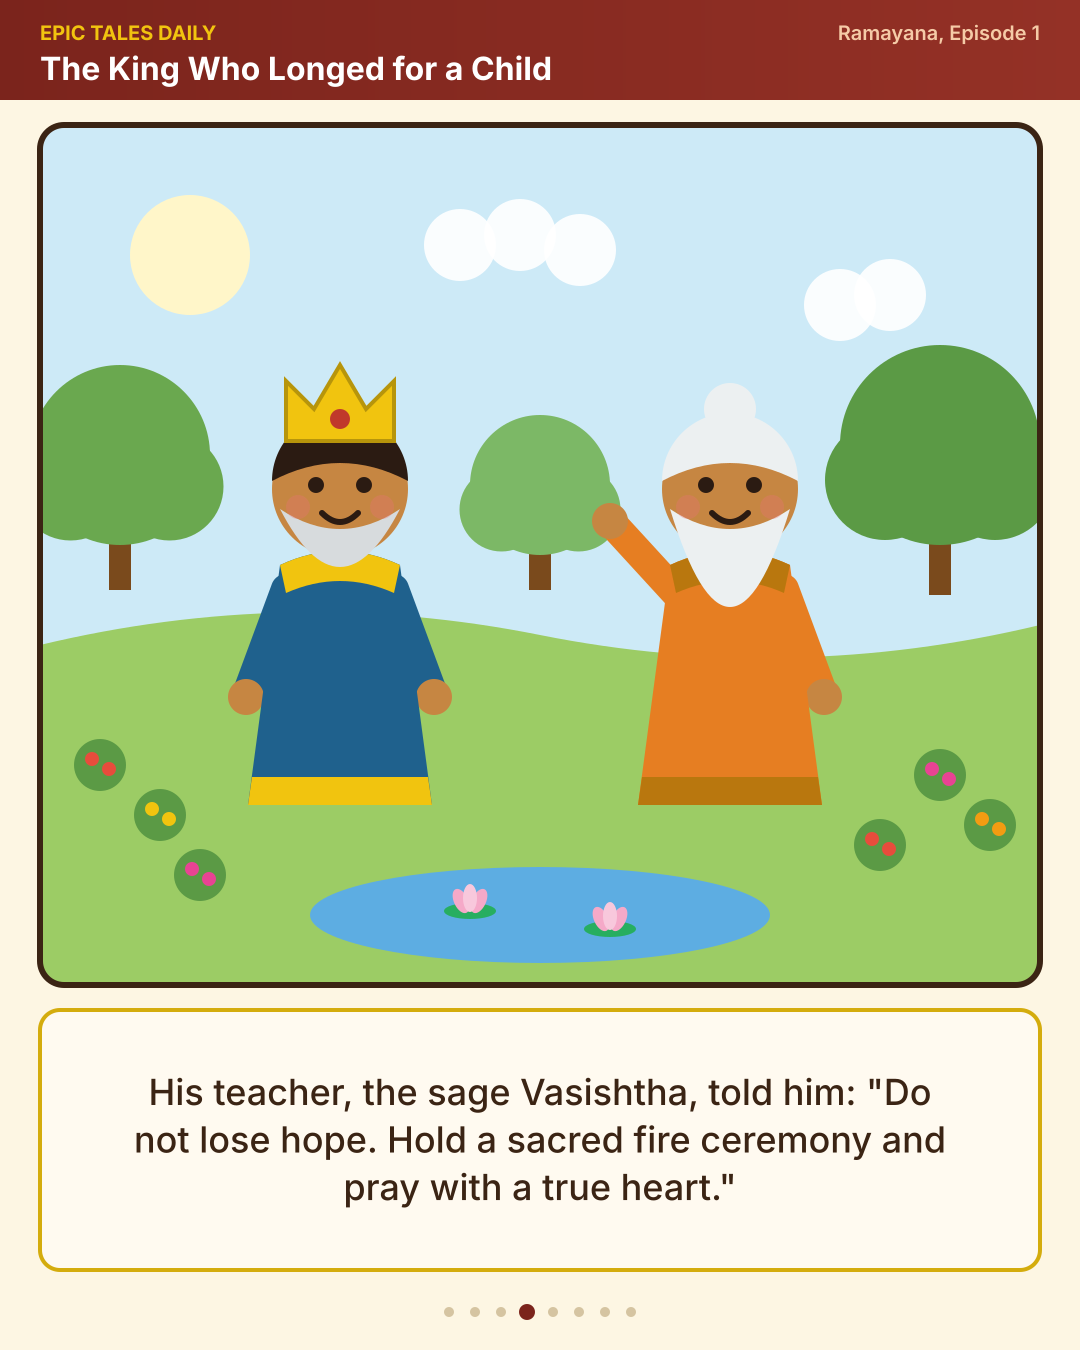 EPIC TALES DAILY
Ramayana, Episode 1
The King Who Longed for a Child
His teacher, the sage Vasishtha, told him: "Do
not lose hope. Hold a sacred fire ceremony and
pray with a true heart."